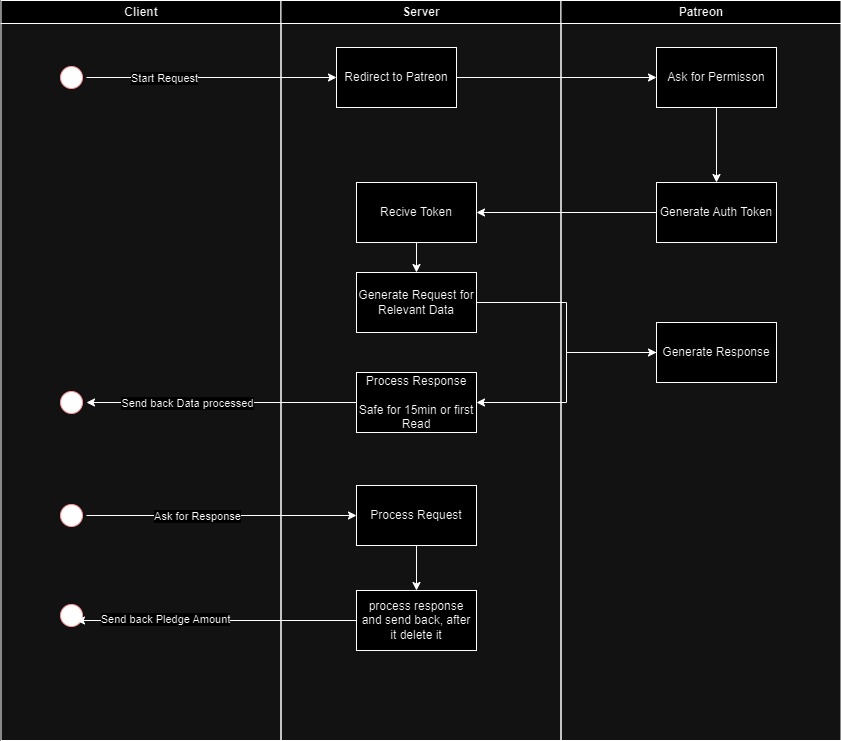 Client
Server
Patreon
Start Request
Redirect to Patreon
Ask for Permisson
Recive Token
Generate Auth Token
Generate Request for
Relevant Data
Generate Response
Process Response
Safe for 15min or first
Read
Send back Data processed
Ask for Response
Process Request
process response
and send back, after
it delete it
Send back Pledge Amount